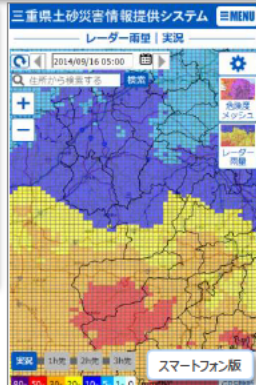 三重県土砂災害情報提供システム ≡MENU
レーダー雨量 | 実況
2014/09/16 05:00
住所から検索する 検索
危険度
メッシュ
レーダー
雨量
+
−
実況 1h先 2h先 3h先
スマートフォン版
80~ 50~ 30~ 20~ 10~ 5~ 1~ 0